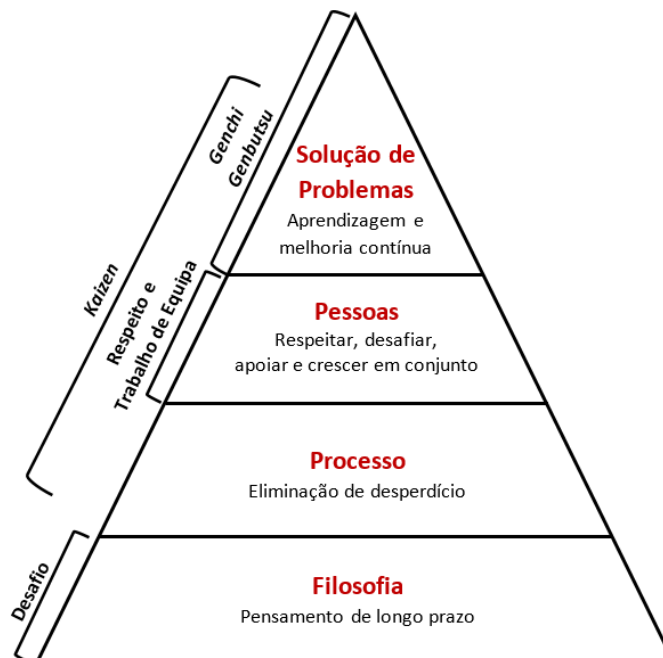 Genchi
Genbutsu
Solução de
Problemas
Aprendizagem e
melhoria contínua
Kaizen
Respeito e
Trabalho de Equipa
Pessoas
Respeitar, desafiar,
apoiar e crescer em conjunto
Processo
Eliminação de desperdício
Desafio
Filosofia
Pensamento de longo prazo